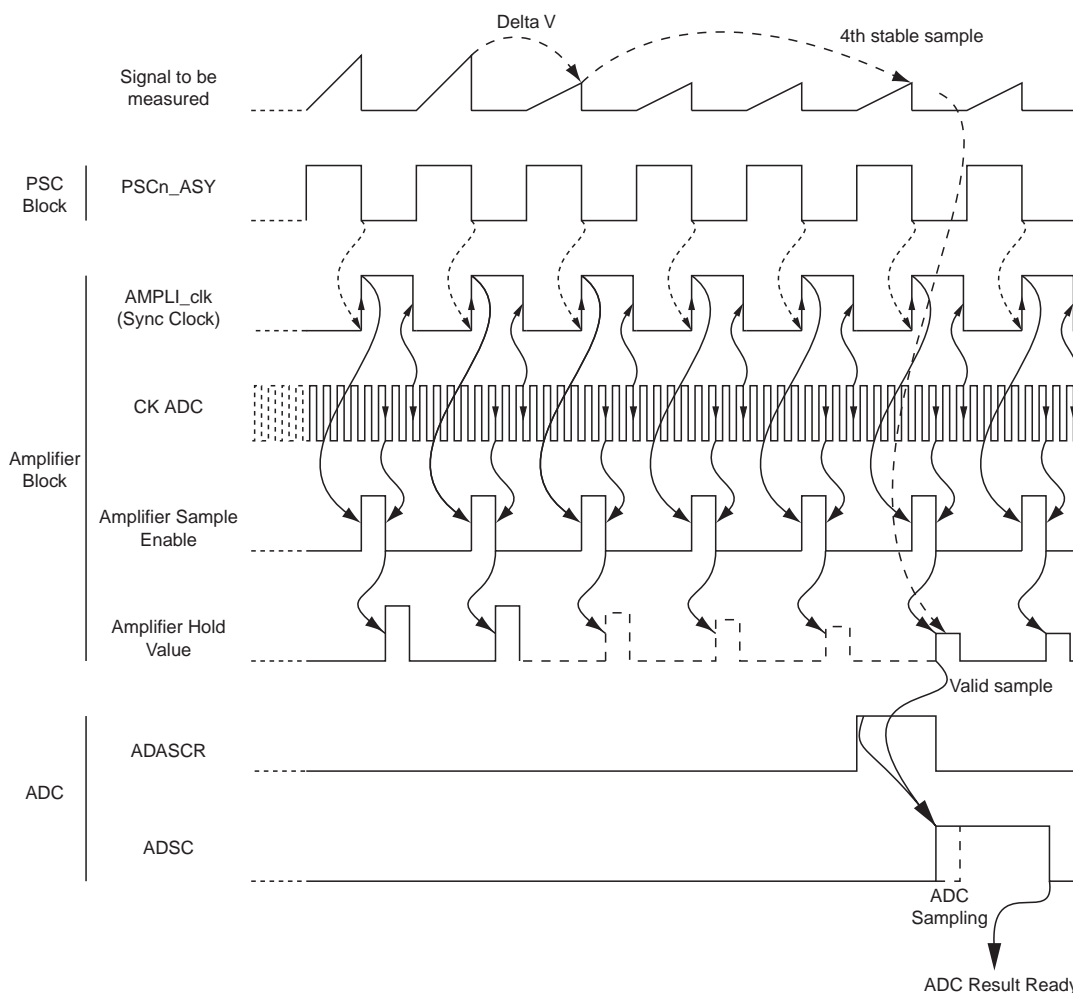 Delta V
4th stable sample
Signal to be
measured
PSC
Block
PSCn_ASY
AMPLI_clk
(Sync Clock)
CK ADC
Amplifier
Block
Amplifier Sample
Enable
Amplifier Hold
Value
Valid sample
ADASCR
ADC
ADSC
ADC
Sampling
ADC Result Ready